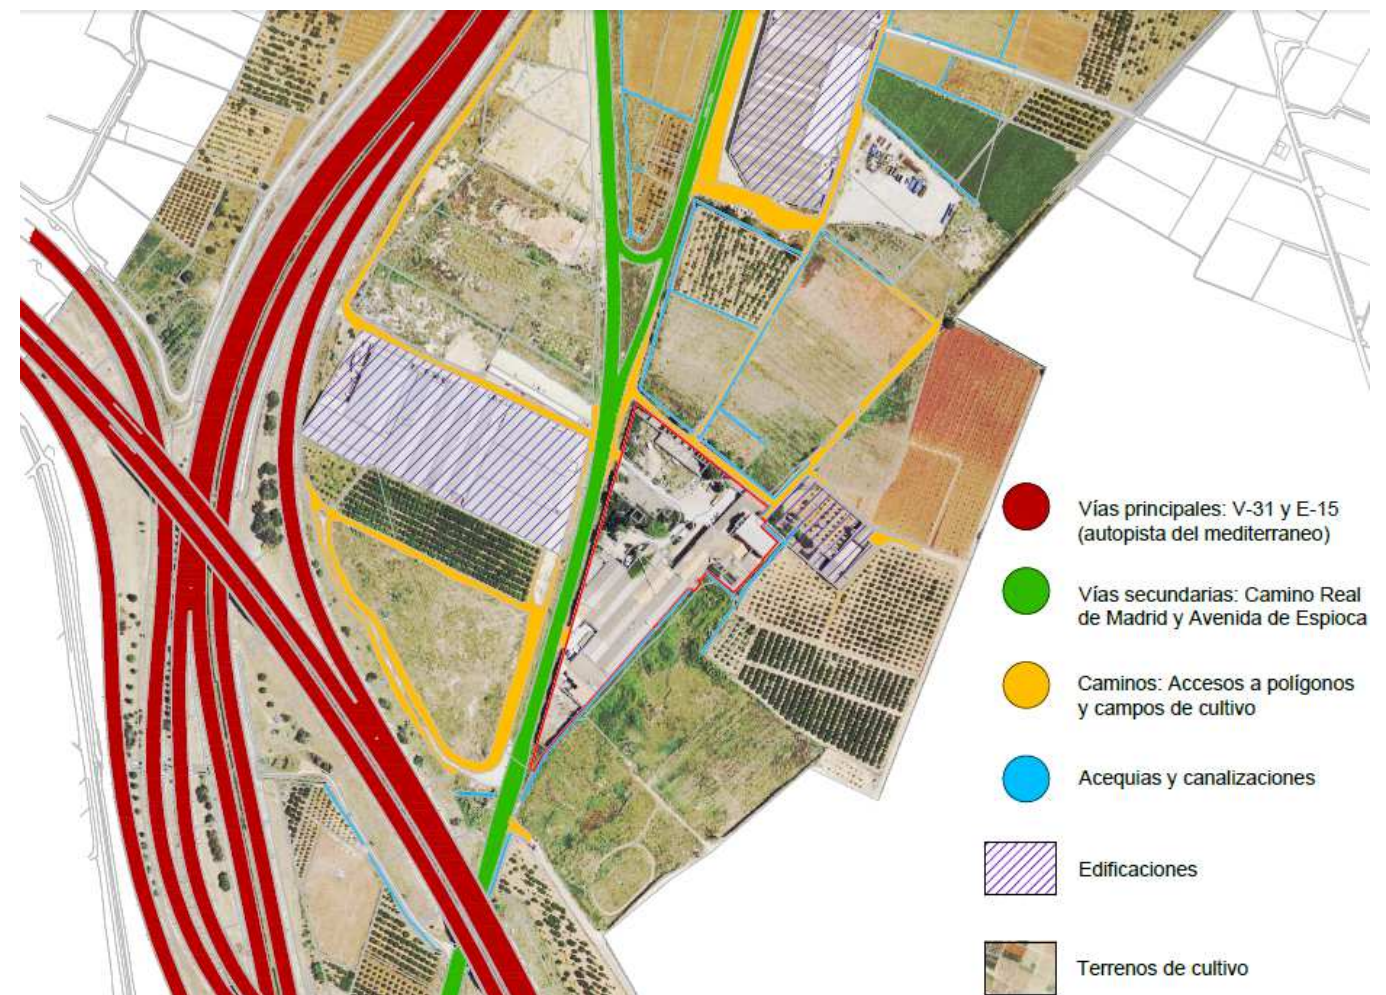 Vías principales: V-31 y E-15
(autopista del mediterraneo)
Vías secundarias: Camino Real
de Madrid y Avenida de Espioca
Caminos: Accesos a polígonos
y campos de cultivo
Acequias y canalizaciones
Edificaciones
Terrenos de cultivo